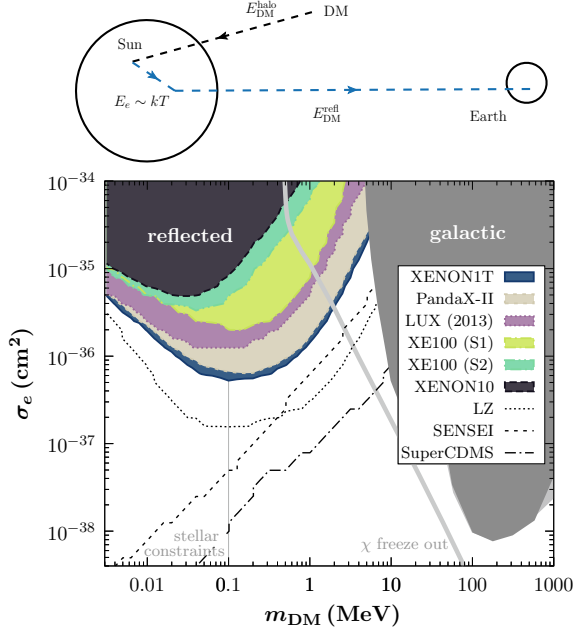 E_DM^halo
DM
Sun
E_e ∼ kT
E_DM^refl
Earth
10^−34
10^−35
10^−36
10^−37
10^−38
σ_e (cm^2)
reflected
galactic
XENON1T
PandaX-II
LUX (2013)
XE100 (S1)
XE100 (S2)
XENON10
LZ
SENSEI
SuperCDMS
stellar
constraints
χ freeze out
0.01
0.1
1
10
100
1000
m_DM (MeV)